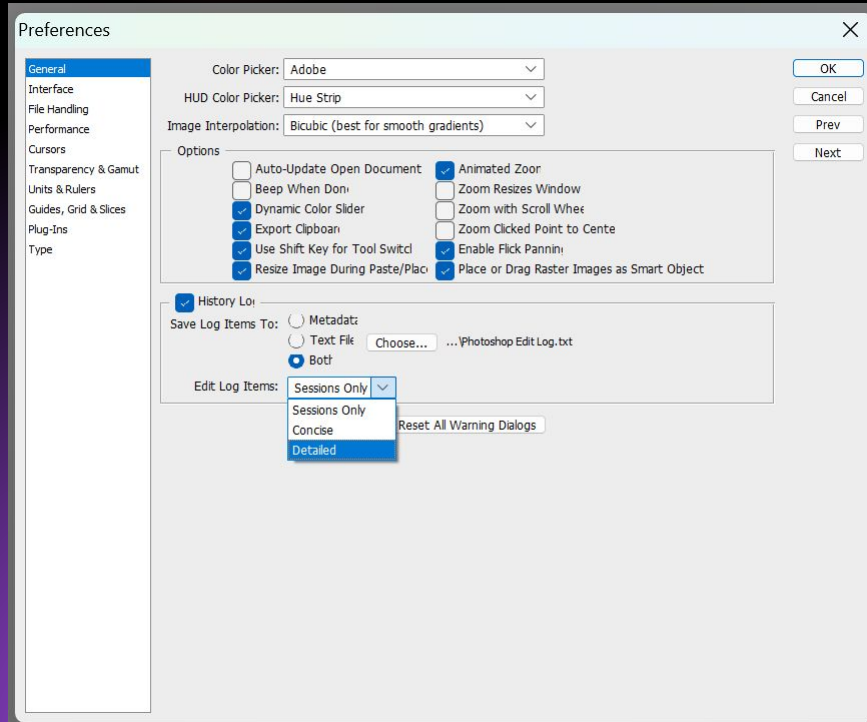 Preferences
General
Interface
File Handling
Performance
Cursors
Transparency & Gamut
Units & Rulers
Guides, Grid & Slices
Plug-Ins
Type
Color Picker: Adobe
HUD Color Picker: Hue Strip
Image Interpolation: Bicubic (best for smooth gradients)
Options
Auto-Update Open Document
Beep When Don
Dynamic Color Slider
Export Clipboar
Use Shift Key for Tool Switc
Resize Image During Paste/Plac
Animated Zoor
Zoom Resizes Window
Zoom with Scroll Whee
Zoom Clicked Point to Cente
Enable Flick Panning
Place or Drag Raster Images as Smart Object
History Lo
Save Log Items To:
Metadata
Text File Choose... ...\Photoshop Edit Log.txt
Both
Edit Log Items: Sessions Only
Sessions Only
Concise
Detailed
Reset All Warning Dialogs
OK
Cancel
Prev
Next